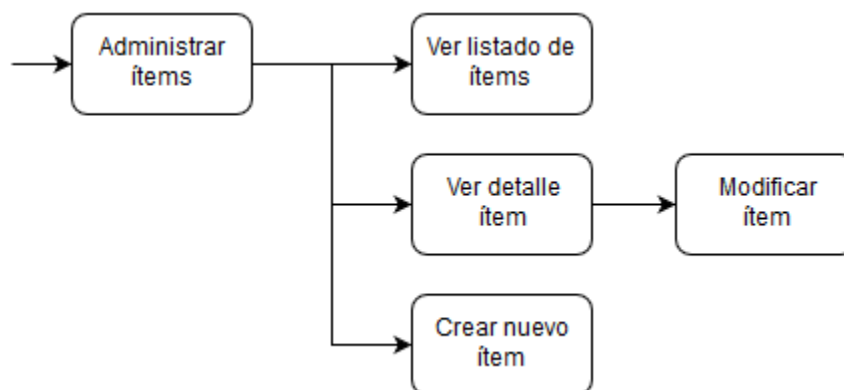 Administrar
ítems
Ver listado de
ítems
Ver detalle
ítem
Modificar
ítem
Crear nuevo
ítem